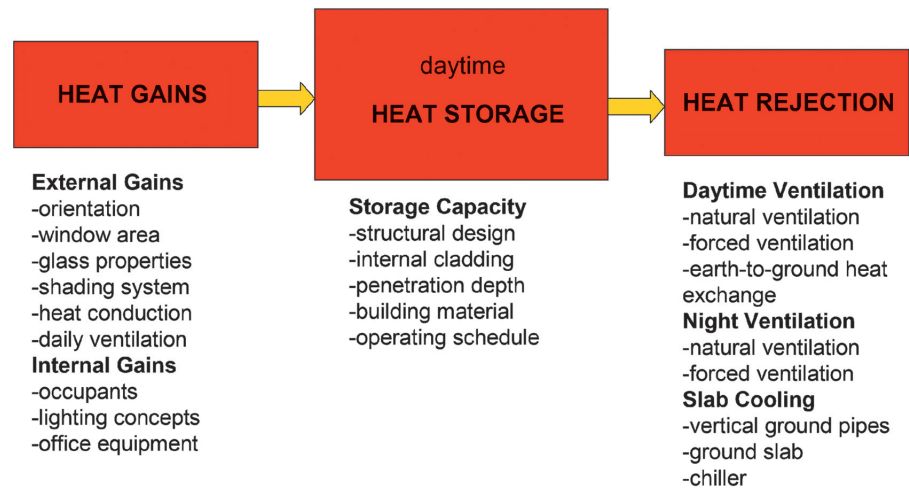 HEAT GAINS
daytime
HEAT STORAGE
HEAT REJECTION
External Gains
-orientation
-window area
-glass properties
-shading system
-heat conduction
-daily ventilation
Internal Gains
-occupants
-lighting concepts
-office equipment
Storage Capacity
-structural design
-internal cladding
-penetration depth
-building material
-operating schedule
Daytime Ventilation
-natural ventilation
-forced ventilation
-earth-to-ground heat
exchange
Night Ventilation
-natural ventilation
-forced ventilation
Slab Cooling
-vertical ground pipes
-ground slab
-chiller